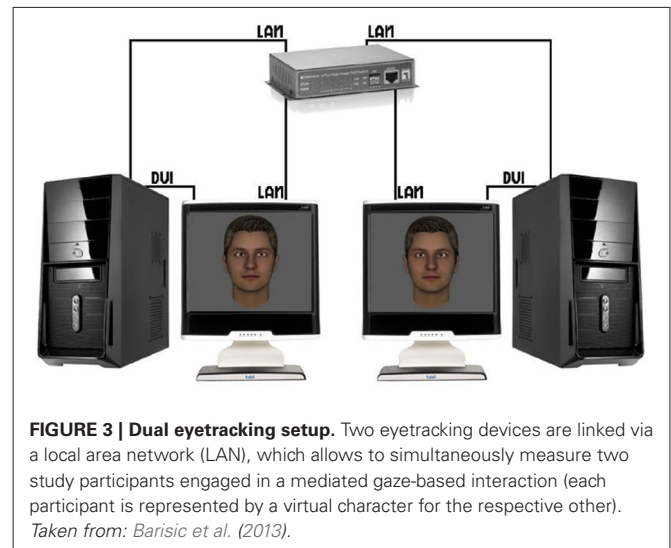 LAN LAN
DVI LAN LAN DVI
FIGURE 3 | Dual eyetracking setup. Two eyetracking devices are linked via
a local area network (LAN), which allows to simultaneously measure two
study participants engaged in a mediated gaze-based interaction (each
participant is represented by a virtual character for the respective other).
Taken from: Barisic et al. (2013).